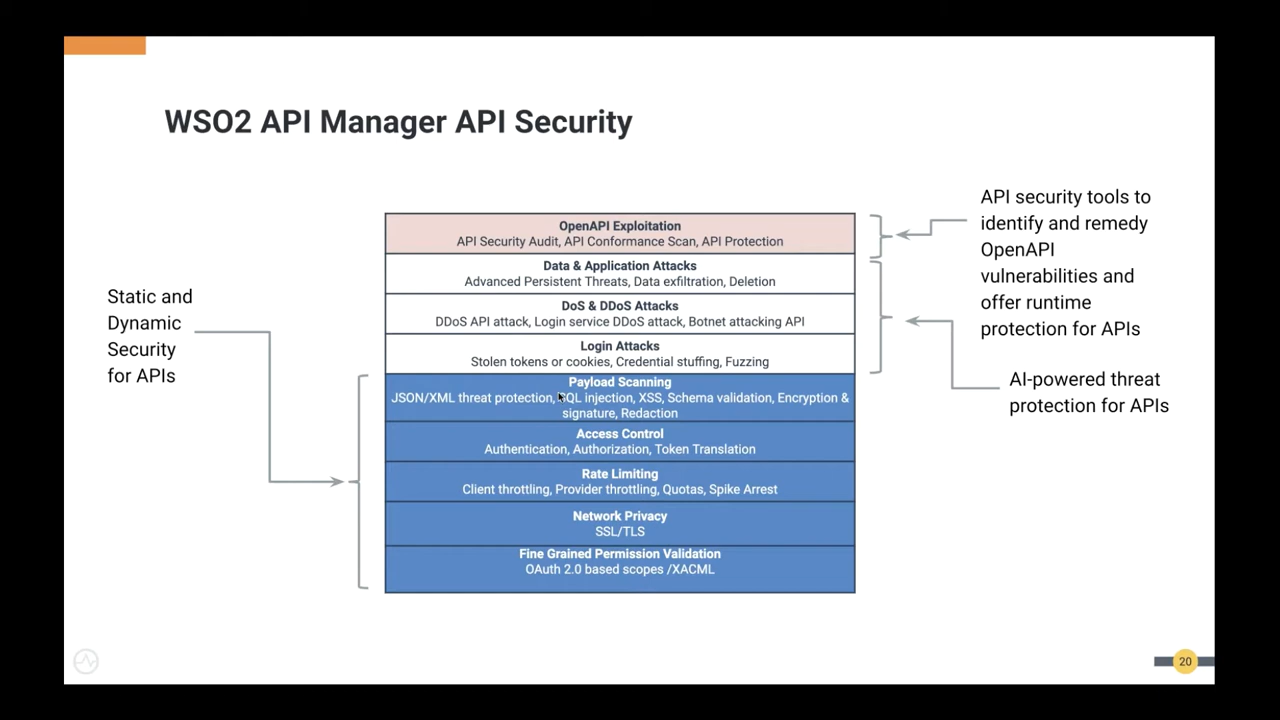 WSO2 API Manager API Security
OpenAPI Exploitation
API Security Audit, API Conformance Scan, API Protection
Data & Application Attacks
Advanced Persistent Threats, Data exfiltration, Deletion
DoS & DDoS Attacks
DDoS API attack, Login service DDoS attack, Botnet attacking API
Login Attacks
Stolen tokens or cookies, Credential stuffing, Fuzzing
Payload Scanning
JSON/XML threat protection, SQL injection, XSS, Schema validation, Encryption &
signature, Redaction
Access Control
Authentication, Authorization, Token Translation
Rate Limiting
Client throttling, Provider throttling, Quotas, Spike Arrest
Network Privacy
SSL/TLS
Fine Grained Permission Validation
OAuth 2.0 based scopes /XACML
Static and
Dynamic
Security
for APIs
API security tools to
identify and remedy
OpenAPI
vulnerabilities and
offer runtime
protection for APIs
AI-powered threat
protection for APIs
20